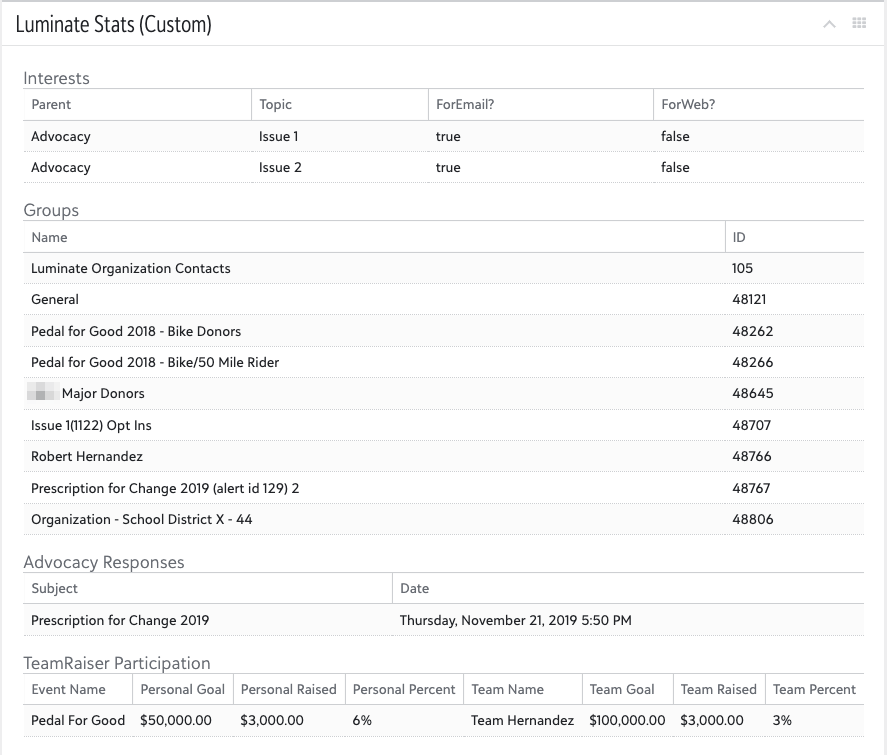 Luminate Stats (Custom)
Interests
Parent Topic ForEmail? ForWeb?
Advocacy Issue 1 true false
Advocacy Issue 2 true false
Groups
Name ID
Luminate Organization Contacts 105
General 48121
Pedal for Good 2018 - Bike Donors 48262
Pedal for Good 2018 - Bike/50 Mile Rider 48266
Major Donors 48645
Issue 1(1122) Opt Ins 48707
Robert Hernandez 48766
Prescription for Change 2019 (alert id 129) 2 48767
Organization - School District X - 44 48806
Advocacy Responses
Subject Date
Prescription for Change 2019 Thursday, November 21, 2019 5:50 PM
TeamRaiser Participation
Event Name Personal Goal Personal Raised Personal Percent Team Name Team Goal Team Raised Team Percent
Pedal For Good $50,000.00 $3,000.00 6% Team Hernandez $100,000.00 $3,000.00 3%